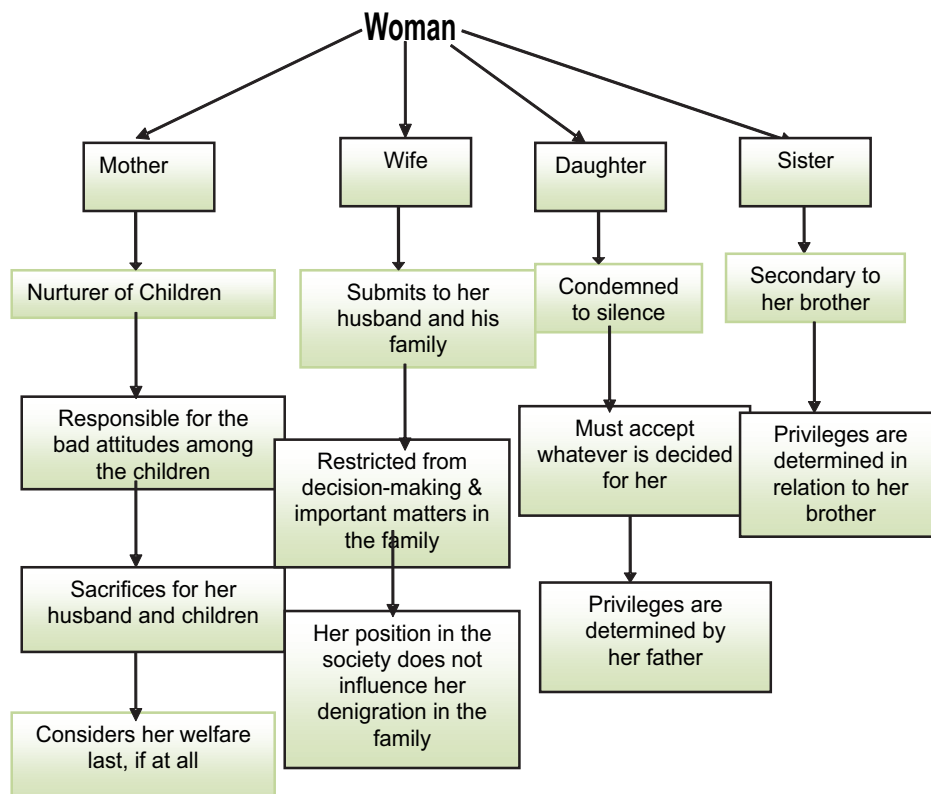 Woman
Mother
Wife
Daughter
Sister
Nurturer of Children
Submits to her
husband and his
family
Condemned
to silence
Secondary to
her brother
Responsible for the
bad attitudes among
the children
Restricted from
decision-making &
important matters in
the family
Must accept
whatever is decided
for her
Privileges are
determined in
relation to her
brother
Sacrifices for her
husband and children
Her position in the
society does not
influence her
denigration in the
family
Privileges are
determined by
her father
Considers her welfare
last, if at all